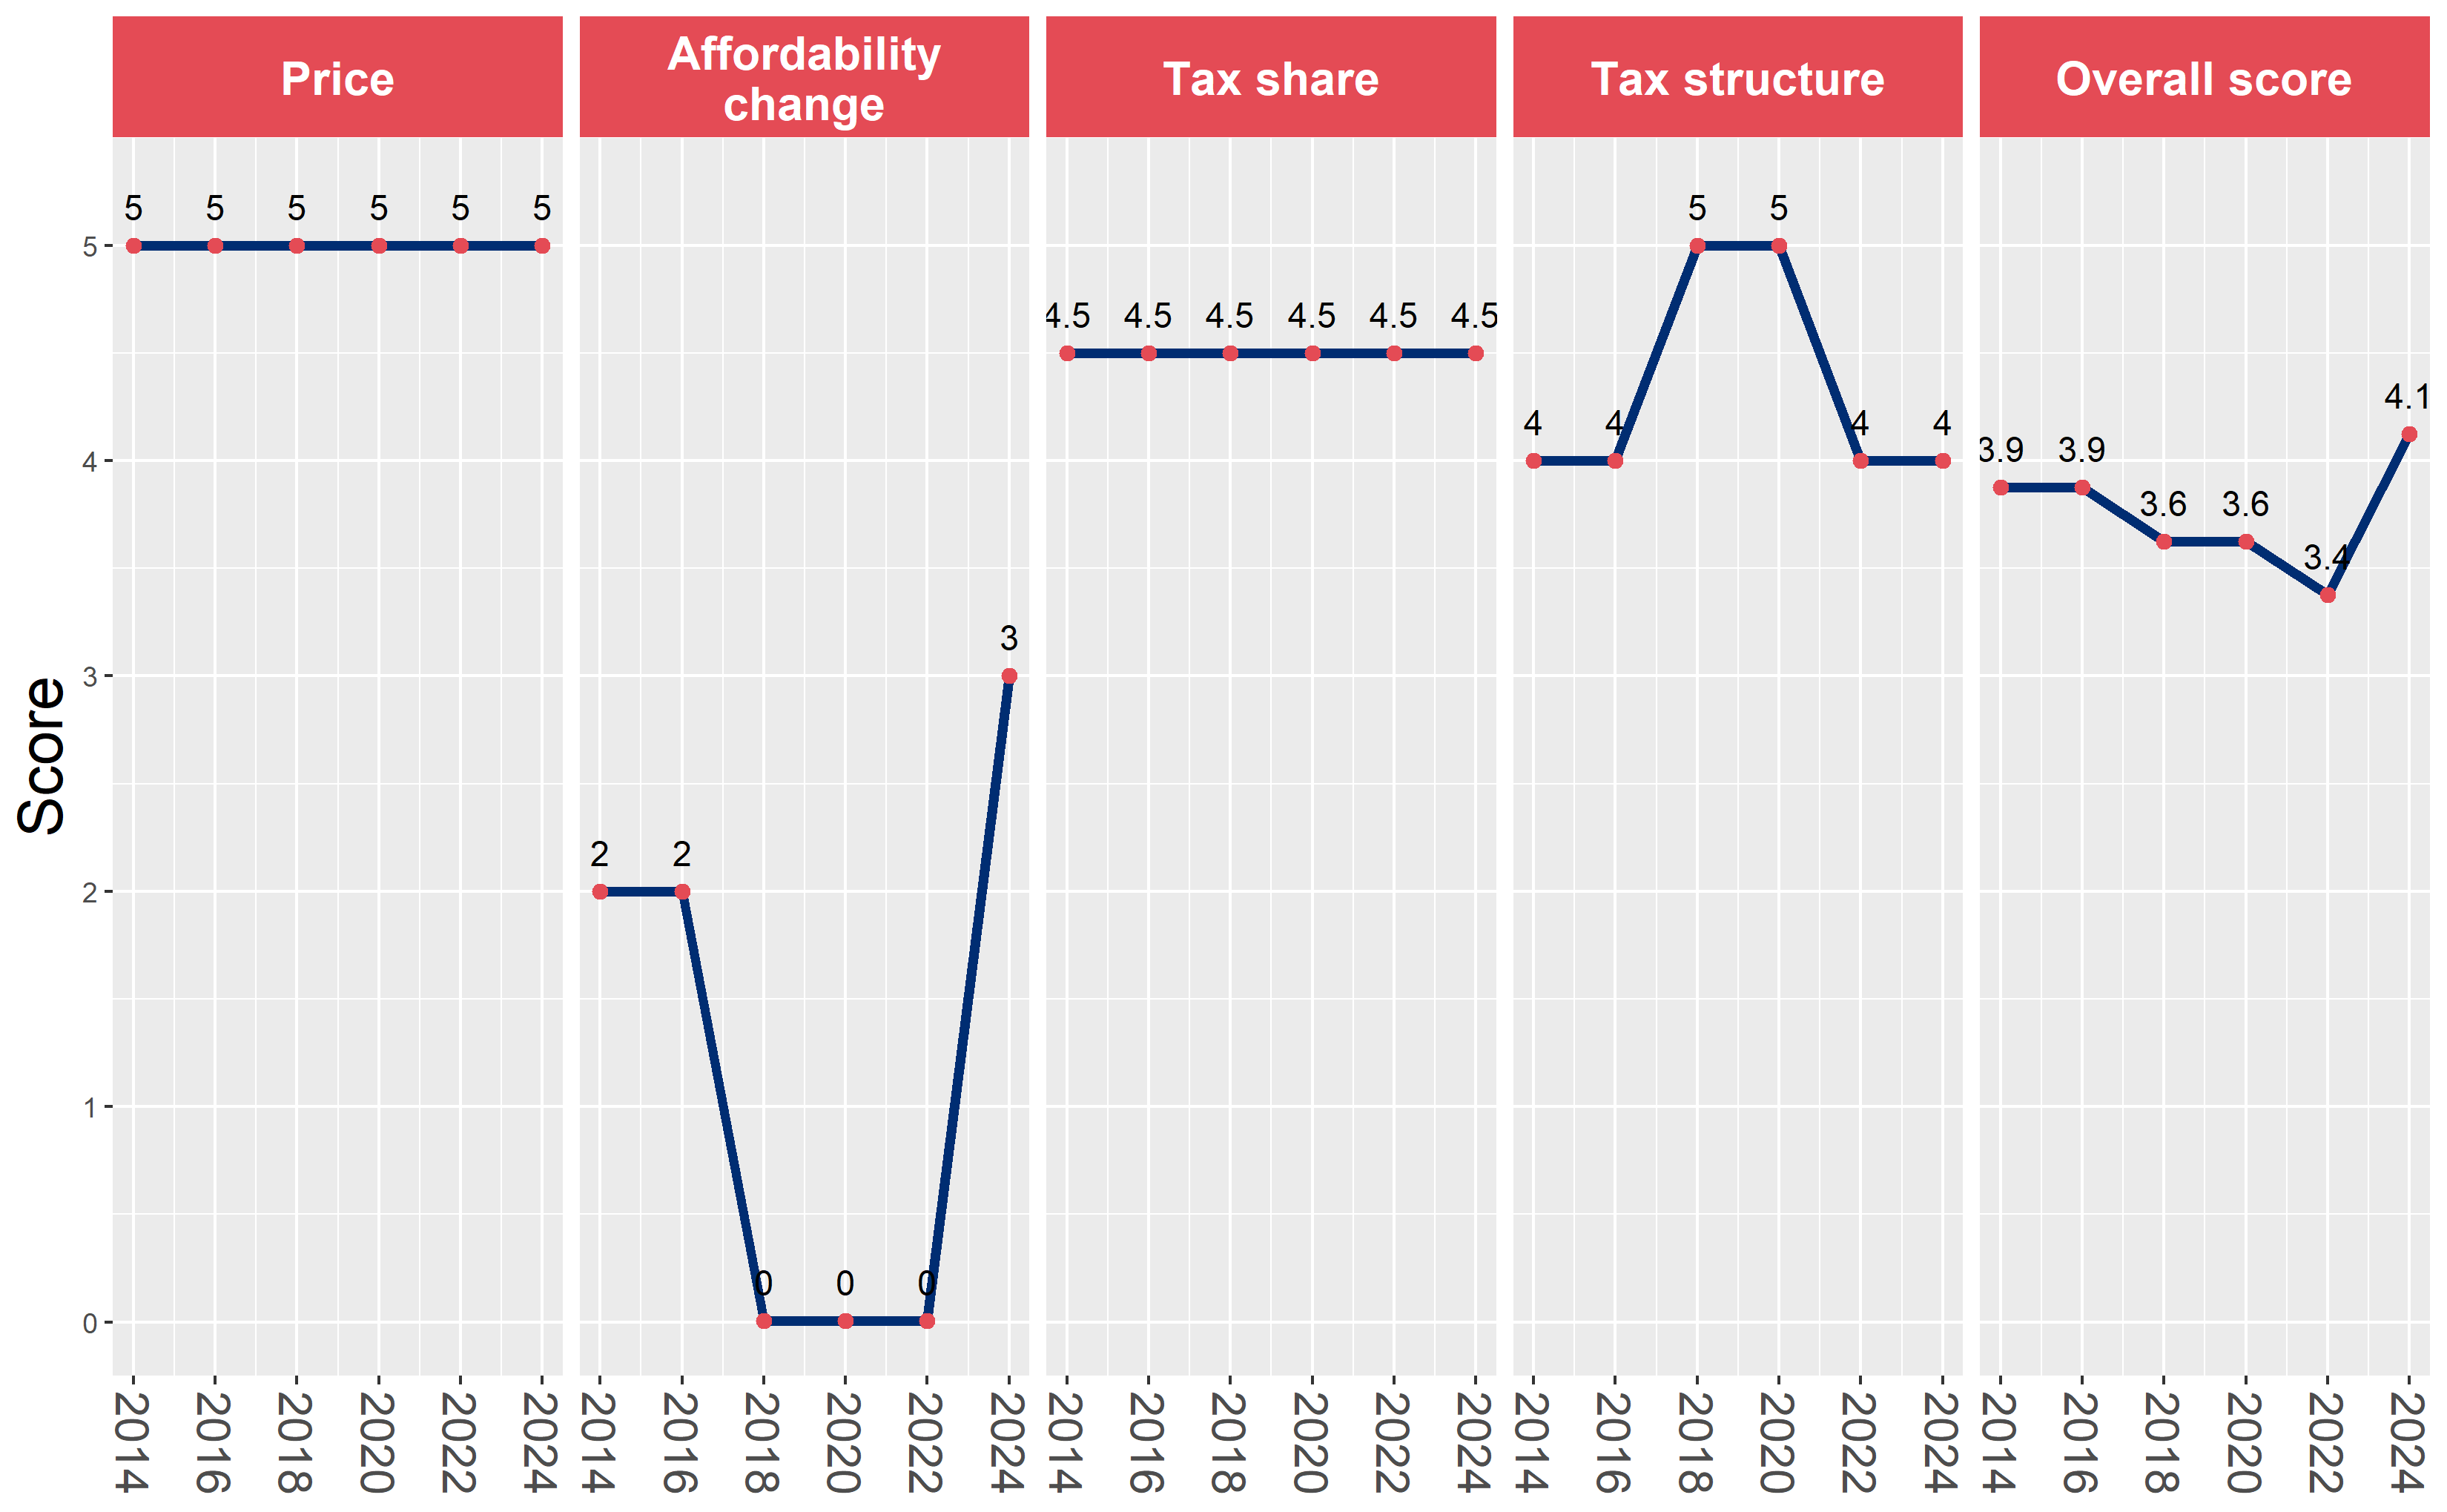 Price
Affordability
change
Tax share
Tax structure
Overall score
Score
5
4
3
2
1
0
5 5 5 5 5 5
2 2 0 0 0 3
4.5 4.5 4.5 4.5 4.5 4.5
4 4 5 5 4 4
3.9 3.9 3.6 3.6 3.4 4.1
2014 2016 2018 2020 2022 2024
2014 2016 2018 2020 2022 2024
2014 2016 2018 2020 2022 2024
2014 2016 2018 2020 2022 2024
2014 2016 2018 2020 2022 2024